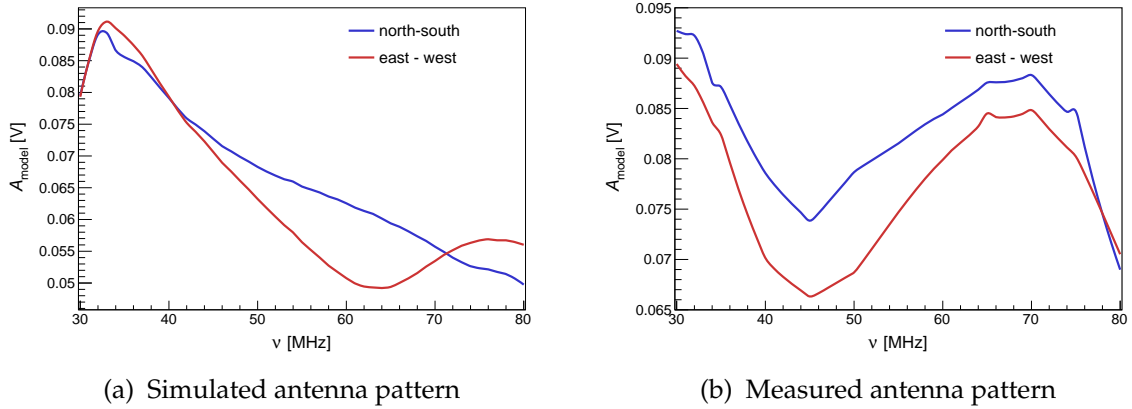 0.09
0.085
0.08
0.075
0.07
0.065
0.06
0.055
0.05
A_model [V]
30 40 50 60 70 80
ν [MHz]
north-south
east - west
(a) Simulated antenna pattern
0.095
0.09
0.085
0.08
0.075
0.07
0.065
A_model [V]
30 40 50 60 70 80
ν [MHz]
north-south
east - west
(b) Measured antenna pattern